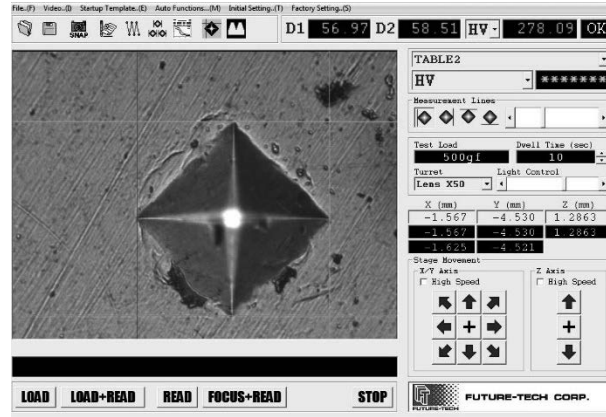 File..(F) Video..(I) Startup Template..(E) Auto Functions...(M) Initial Setting..(T) Factory Setting..(S)
SNAP
D1 56.97 D2 58.51 HV 278.09 OK
TABLE2
HV *******
Measurement Lines
Test Load Dwell Time (sec)
500gf 10
Turret Light Control
Lens X50
X (mm) Y (mm) Z (mm)
-1.567 -4.530 1.2863
-1.567 -4.530 1.2863
-1.625 -4.521
Stage Movement
X/Y Axis Z Axis
High Speed High Speed
LOAD LOAD+READ READ FOCUS+READ STOP
FUTURE-TECH FUTURE-TECH CORP.